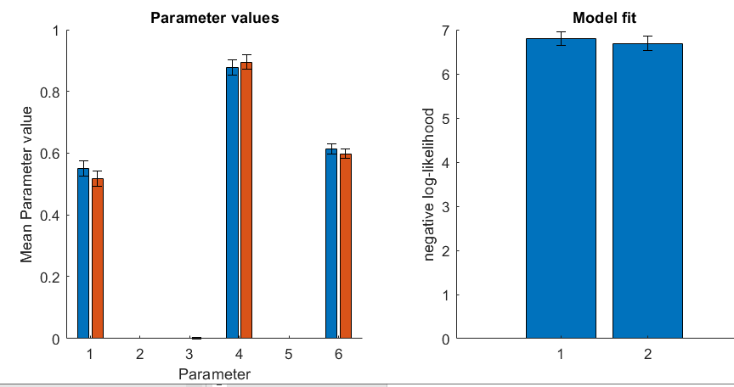 Parameter values
1
0.8
0.6
0.4
0.2
0
Mean Parameter value
1 2 3 4 5 6
Parameter
Model fit
7
6
5
4
3
2
1
0
negative log-likelihood
1 2